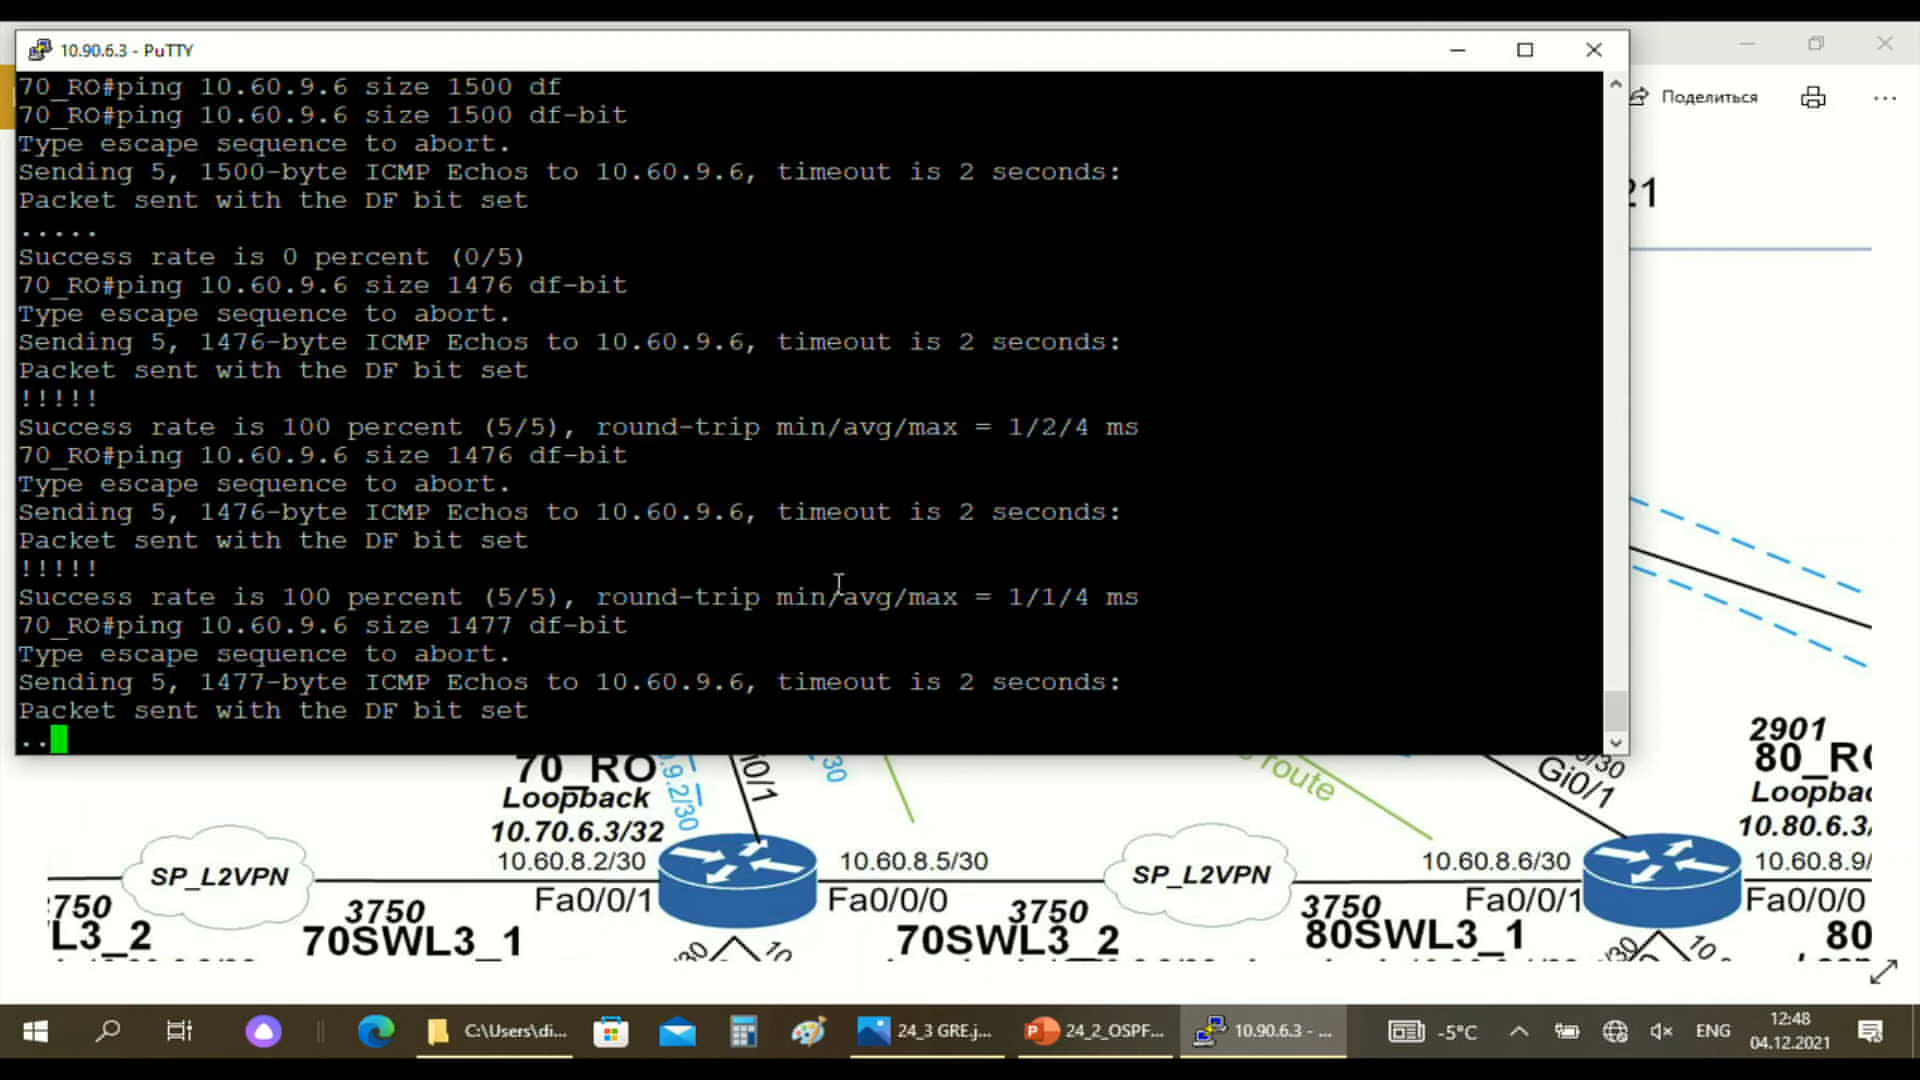 10.90.6.3 - PuTTY
70_RO#ping 10.60.9.6 size 1500 df
70_RO#ping 10.60.9.6 size 1500 df-bit
Type escape sequence to abort.
Sending 5, 1500-byte ICMP Echos to 10.60.9.6, timeout is 2 seconds:
Packet sent with the DF bit set
.....
Success rate is 0 percent (0/5)
70_RO#ping 10.60.9.6 size 1476 df-bit
Type escape sequence to abort.
Sending 5, 1476-byte ICMP Echos to 10.60.9.6, timeout is 2 seconds:
Packet sent with the DF bit set
!!!!!
Success rate is 100 percent (5/5), round-trip min/avg/max = 1/2/4 ms
70_RO#ping 10.60.9.6 size 1476 df-bit
Type escape sequence to abort.
Sending 5, 1476-byte ICMP Echos to 10.60.9.6, timeout is 2 seconds:
Packet sent with the DF bit set
!!!!!
Success rate is 100 percent (5/5), round-trip min/avg/max = 1/1/4 ms
70_RO#ping 10.60.9.6 size 1477 df-bit
Type escape sequence to abort.
Sending 5, 1477-byte ICMP Echos to 10.60.9.6, timeout is 2 seconds:
Packet sent with the DF bit set
..
Поделиться
21
70_RO
Loopback
10.70.6.3/32
.9.2/30
i0/1
/30
route
/30
Gi0/1
2901
80_RO
Loopbac
10.80.6.3/
SP_L2VPN
10.60.8.2/30
10.60.8.5/30
SP_L2VPN
10.60.8.6/30
10.60.8.9/
3750
L3_2
3750
70SWL3_1
Fa0/0/1
Fa0/0/0
3750
70SWL3_2
3750
80SWL3_1
Fa0/0/1
Fa0/0/0
80
/30
10
/30
10
C:\Users\di...
24_3 GRE.j...
24_2_OSPF...
10.90.6.3 - ...
-5°C
ENG
12:48
04.12.2021